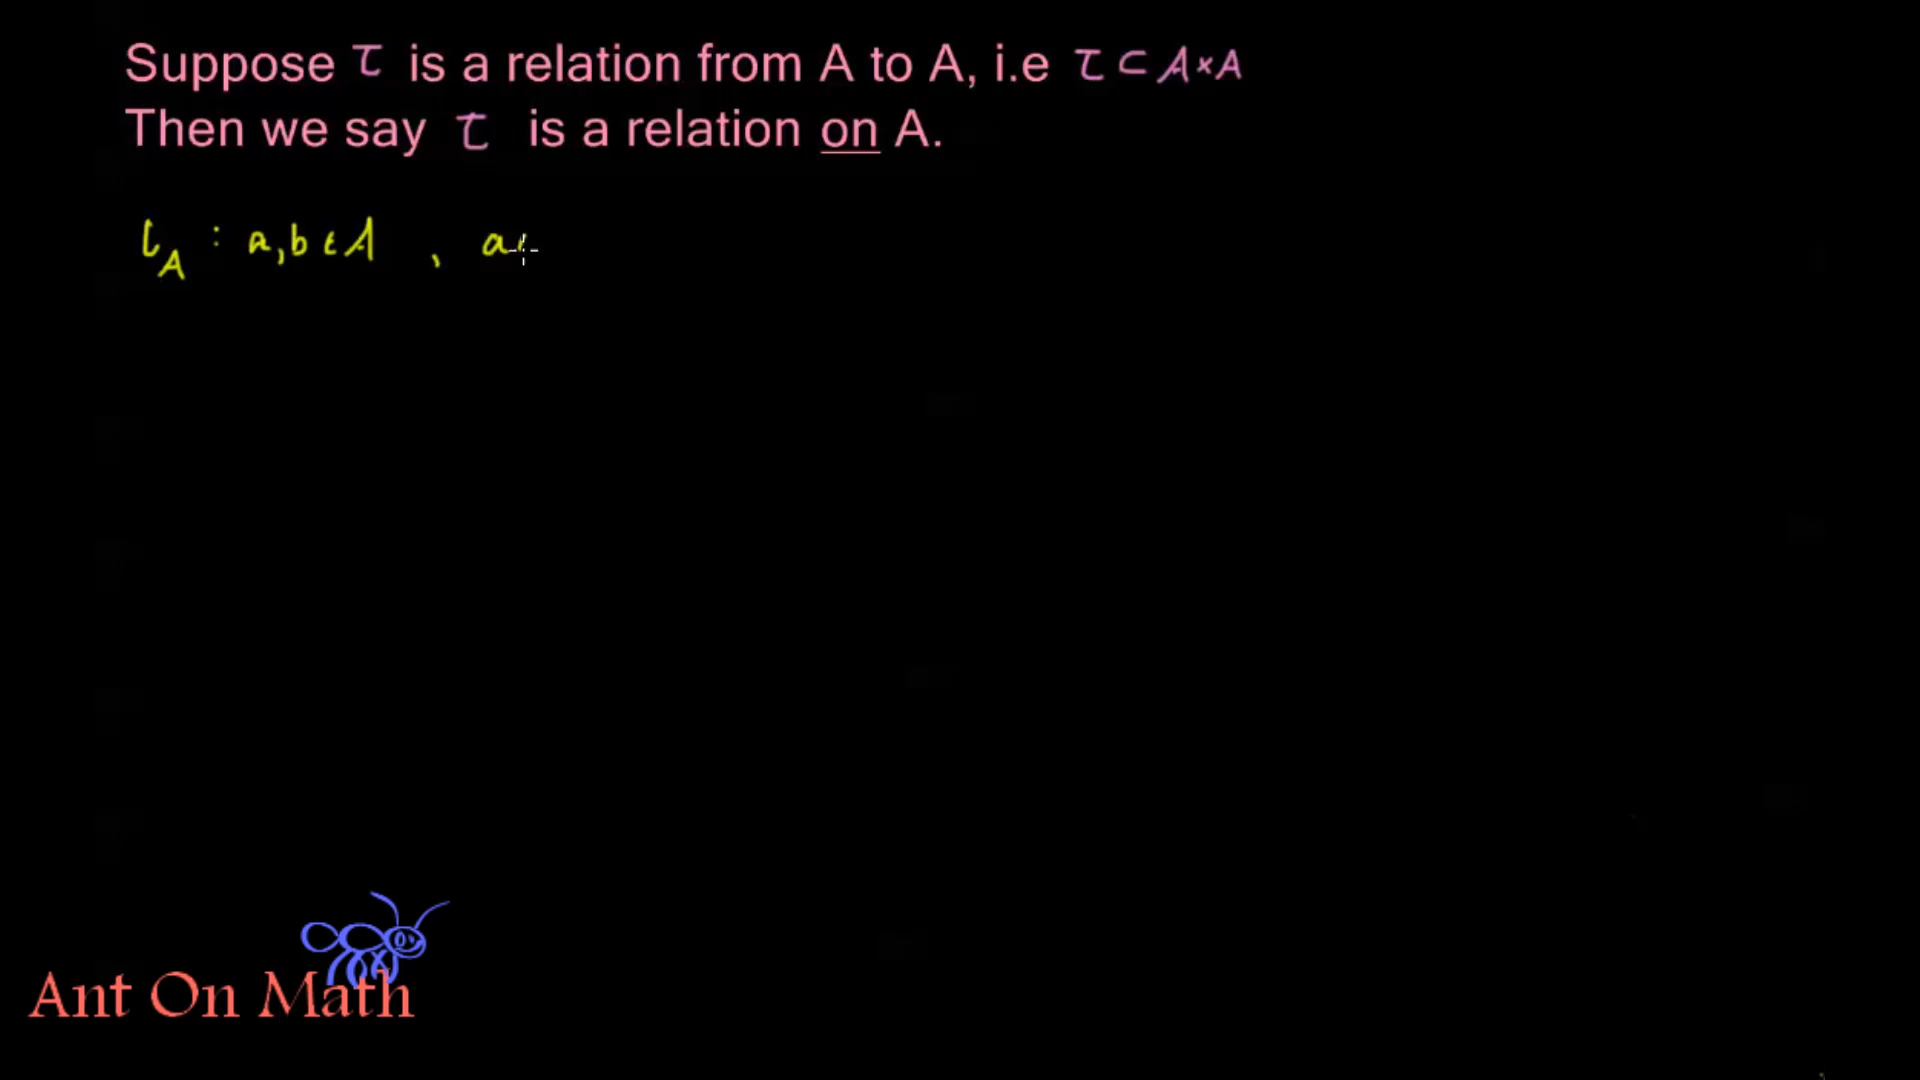 Suppose τ is a relation from A to A, i.e τ ⊂ A×A
Then we say τ is a relation on A.
ι_A : a,b ∈ A , a
Ant On Math